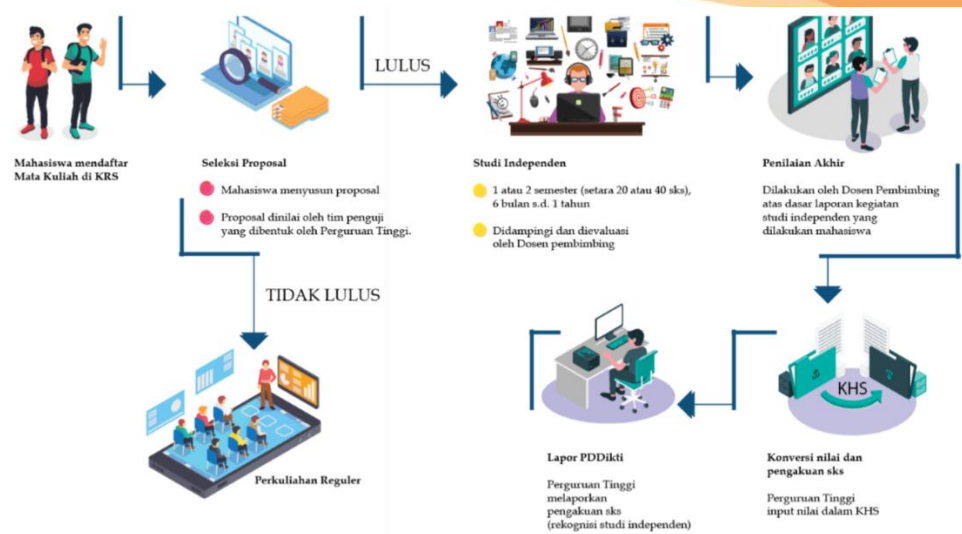 LULUS
Mahasiswa mendaftar
Mata Kuliah di KRS
Seleksi Proposal
Mahasiswa menyusun proposal
Proposal dinilai oleh tim penguji
yang dibentuk oleh Perguruan Tinggi.
Studi Independen
1 atau 2 semester (setara 20 atau 40 sks),
6 bulan s.d. 1 tahun
Didampingi dan dievaluasi
oleh Dosen pembimbing
Penilaian Akhir
Dilakukan oleh Dosen Pembimbing
atas dasar laporan kegiatan
studi independen yang
dilakukan mahasiswa
TIDAK LULUS
Perkuliahan Reguler
KHS
Konversi nilai dan
pengakuan sks
Perguruan Tinggi
input nilai dalam KHS
Lapor PDDikti
Perguruan Tinggi
melaporkan
pengakuan sks
(rekognisi studi independen)